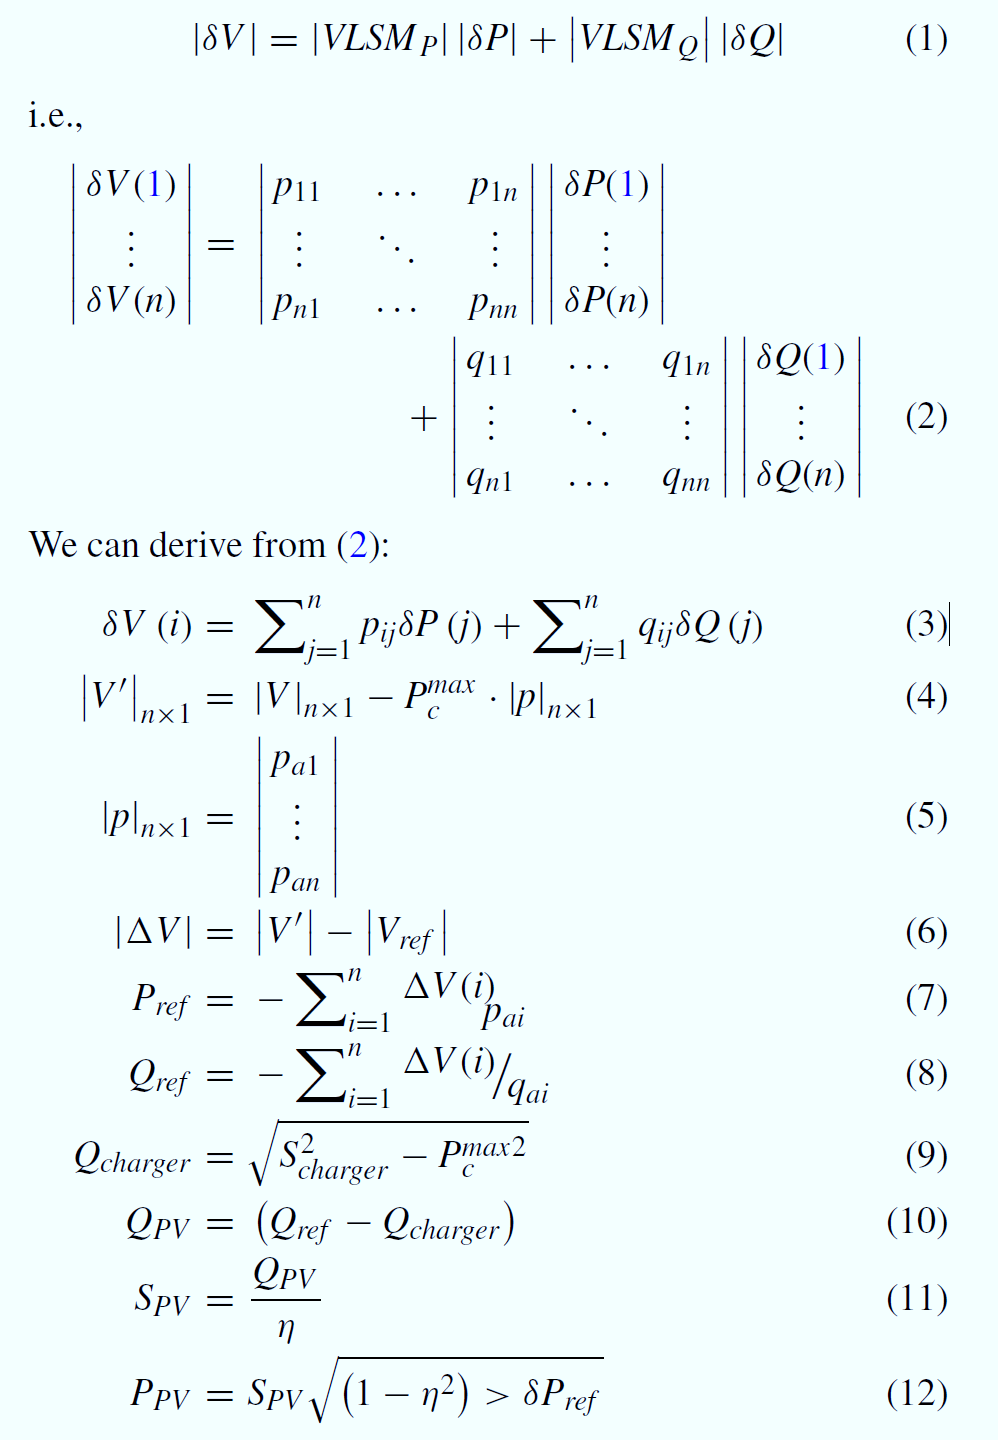 |δV| = |VLSM_P| |δP| + |VLSM_Q| |δQ| (1)
i.e.,
|δV(1) ⋮ δV(n)| = |p_11 … p_1n ⋮ ⋱ ⋮ p_n1 … p_nn| |δP(1) ⋮ δP(n)|
+ |q_11 … q_1n ⋮ ⋱ ⋮ q_n1 … q_nn| |δQ(1) ⋮ δQ(n)| (2)
We can derive from (2):
δV (i) = ∑_{j=1}^{n} p_ij δP (j) + ∑_{j=1}^{n} q_ij δQ (j) (3)
|V′|_{n×1} = |V|_{n×1} − P_c^{max} · |p|_{n×1} (4)
|p|_{n×1} = |p_a1 ⋮ p_an| (5)
|ΔV| = |V′| − |V_ref| (6)
P_ref = − ∑_{i=1}^{n} ΔV(i) p_ai (7)
Q_ref = − ∑_{i=1}^{n} ΔV(i)/q_ai (8)
Q_charger = √(S_charger^2 − P_c^{max2}) (9)
Q_PV = (Q_ref − Q_charger) (10)
S_PV = Q_PV / η (11)
P_PV = S_PV √((1 − η^2) > δP_ref) (12)